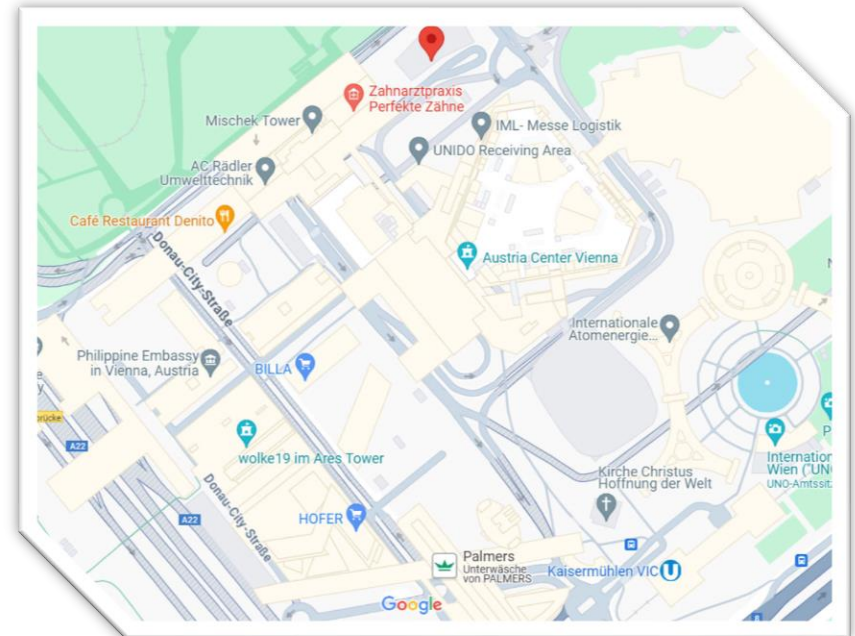 Zahnarztpraxis
Perfekte Zähne
Mischek Tower
IML- Messe Logistik
UNIDO Receiving Area
AC Rädler
Umwelttechnik
Café Restaurant Denito
Donau-City-Straße
Austria Center Vienna
Internationale
Atomenergie...
Philippine Embassy
in Vienna, Austria
BILLA
A22
wolke19 im Ares Tower
Internation
Wien ("UN
UNO-Amtssit
Kirche Christus
Hoffnung der Welt
Donau-City-Straße
A22
HOFER
Palmers
Unterwäsche
von PALMERS
Kaisermühlen VIC
U
Google